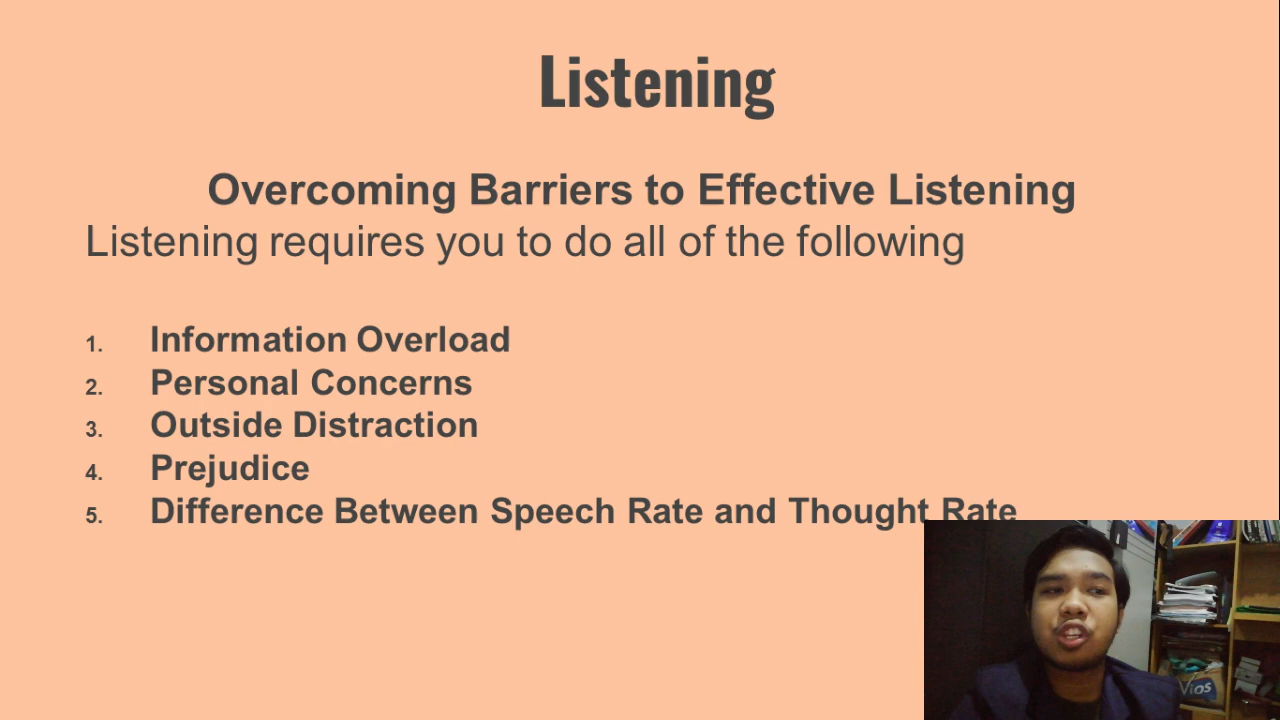 Listening
Overcoming Barriers to Effective Listening
Listening requires you to do all of the following
1. Information Overload
2. Personal Concerns
3. Outside Distraction
4. Prejudice
5. Difference Between Speech Rate and Thought Rate
Vios